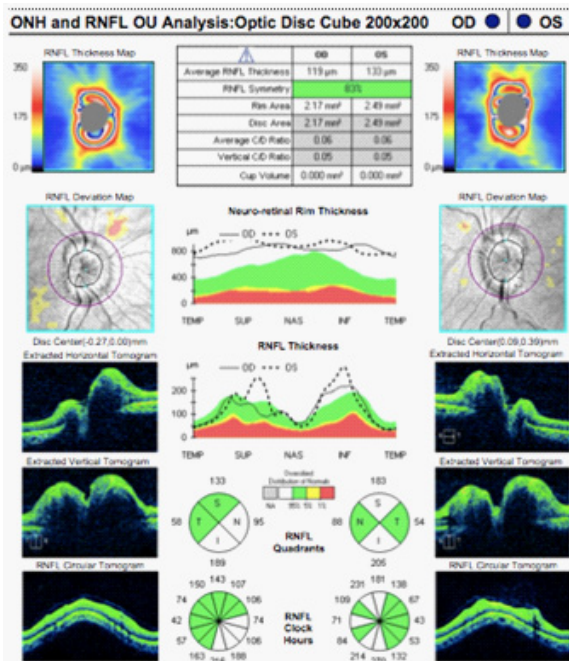 ONH and RNFL OU Analysis:Optic Disc Cube 200x200 OD OS
RNFL Thickness Map
350
175
0 µm
OD OS
Average RNFL Thickness 119 µm 133 µm
RNFL Symmetry 83%
Rim Area 2.17 mm² 2.49 mm²
Disc Area 2.17 mm² 2.49 mm²
Average C/D Ratio 0.06 0.06
Vertical C/D Ratio 0.05 0.05
Cup Volume 0.000 mm³ 0.000 mm³
RNFL Thickness Map
350
175
0 µm
RNFL Deviation Map
Disc Center(-0.27,0.00)mm
Neuro-retinal Rim Thickness
µm OD OS
800
400
0
TEMP SUP NAS INF TEMP
RNFL Deviation Map
Disc Center(0.09,0.39)mm
Extracted Horizontal Tomogram
RNFL Thickness
µm OD OS
200
100
0
TEMP SUP NAS INF TEMP
Extracted Horizontal Tomogram
Extracted Vertical Tomogram
133
58 T S N I 95
189
Distribution of Normals
NA 95% 5% 1%
RNFL
Quadrants
183
88 N S T I 54
205
Extracted Vertical Tomogram
RNFL Circular Tomogram
150 143 107
74 106
42 74
57 106
163 188
RNFL
Clock
Hours
231 181 138
109 67
71 43
84 53
214 132
RNFL Circular Tomogram